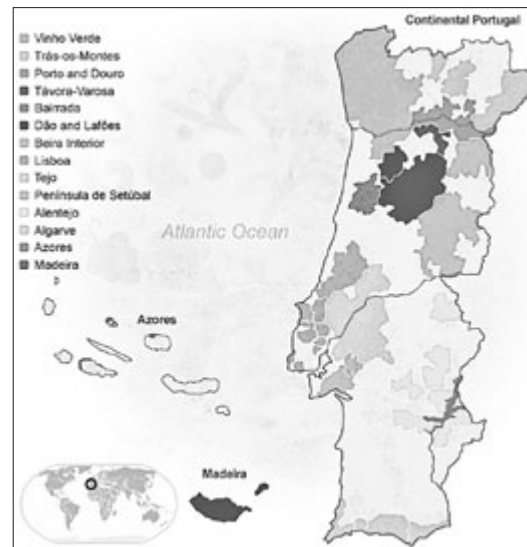 Continental Portugal
Vinho Verde
Trás-os-Montes
Porto and Douro
Távora-Varosa
Bairrada
Dão and Lafões
Beira Interior
Lisboa
Tejo
Península de Setúbal
Alentejo
Algarve
Azores
Madeira
Atlantic Ocean
Azores
Madeira